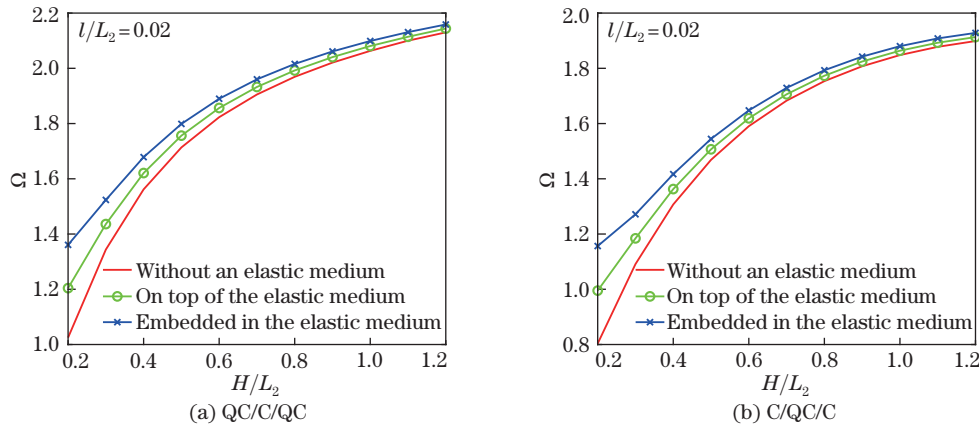 2.2
l/L2=0.02
2.0
1.8
Ω
1.6
1.4
Without an elastic medium
1.2
On top of the elastic medium
Embedded in the elastic medium
1.0
0.2 0.4 0.6 0.8 1.0 1.2
H/L2
(a) QC/C/QC
2.0
l/L2=0.02
1.8
1.6
Ω
1.4
1.2
Without an elastic medium
1.0
On top of the elastic medium
Embedded in the elastic medium
0.8
0.2 0.4 0.6 0.8 1.0 1.2
H/L2
(b) C/QC/C